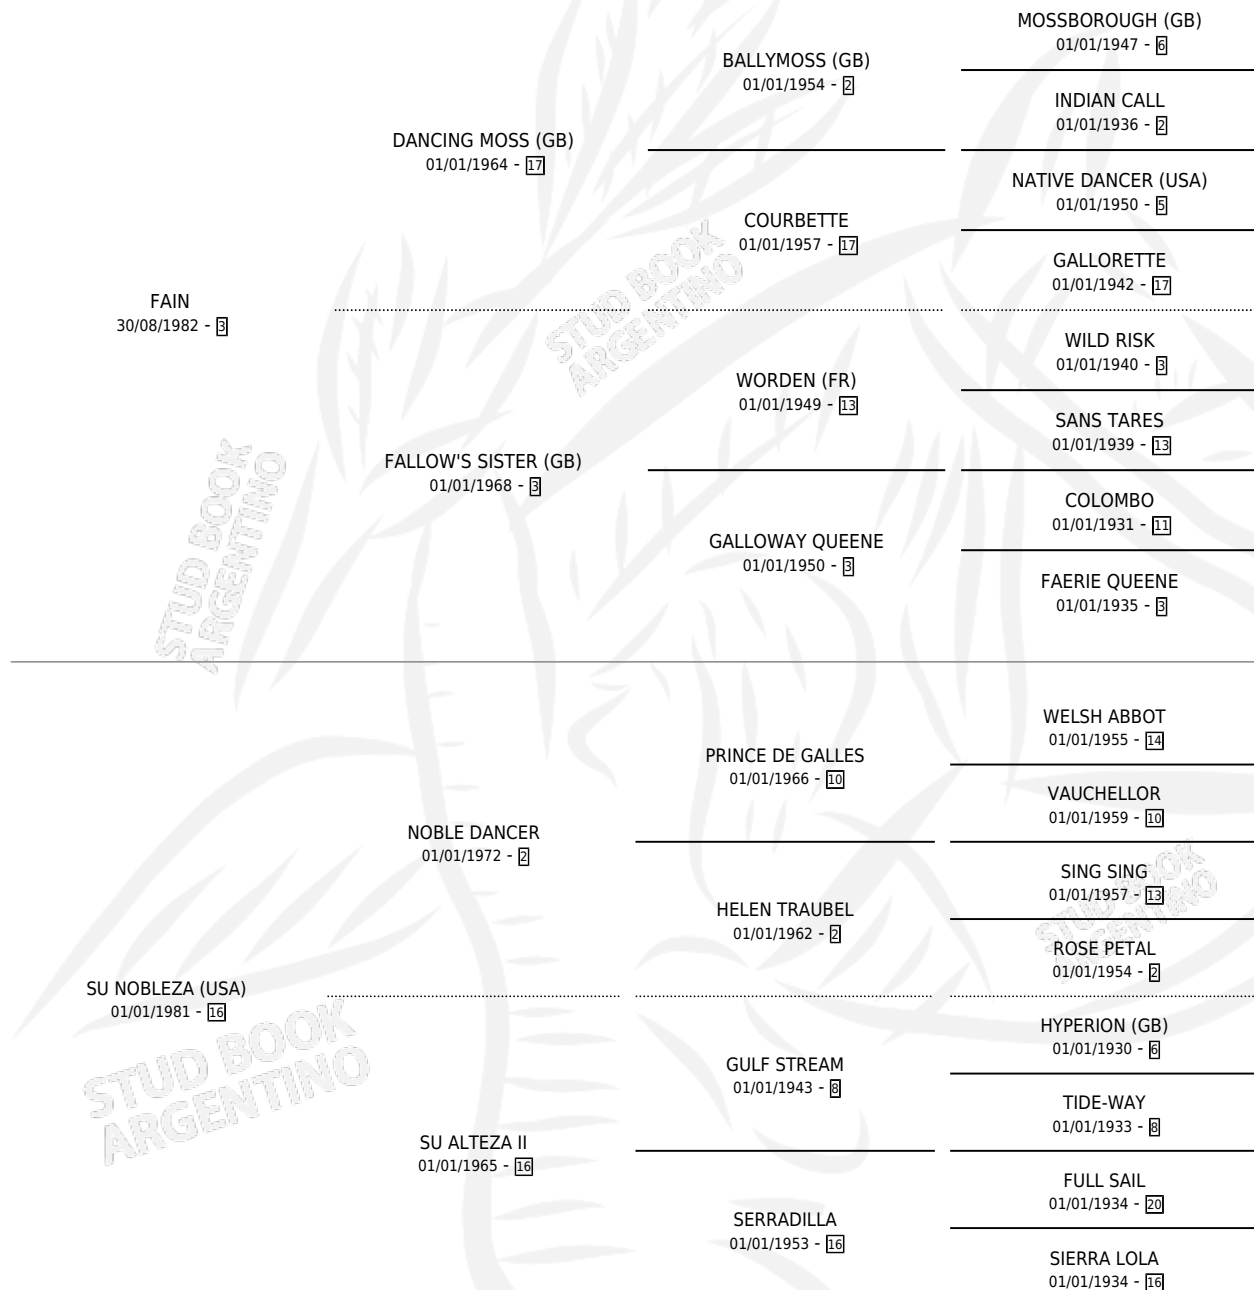 MOSSBOROUGH (GB)
01/01/1947 - 6
BALLYMOSS (GB)
01/01/1954 - 2
INDIAN CALL
01/01/1936 - 2
DANCING MOSS (GB)
01/01/1964 - 17
NATIVE DANCER (USA)
01/01/1950 - 5
COURBETTE
01/01/1957 - 17
GALLORETTE
01/01/1942 - 17
FAIN
30/08/1982 - 3
STUD BOOK
ARGENTINO
WILD RISK
01/01/1940 - 3
WORDEN (FR)
01/01/1949 - 13
SANS TARES
01/01/1939 - 13
FALLOW'S SISTER (GB)
01/01/1968 - 3
COLOMBO
01/01/1931 - 11
GALLOWAY QUEENE
01/01/1950 - 3
FAERIE QUEENE
01/01/1935 - 3
STUD BOOK
ARGENTINO
WELSH ABBOT
01/01/1955 - 14
PRINCE DE GALLES
01/01/1966 - 10
VAUCHELLOR
01/01/1959 - 10
NOBLE DANCER
01/01/1972 - 2
SING SING
01/01/1957 - 13
HELEN TRAUBEL
01/01/1962 - 2
STUD BOOK
ARGENTINO
ROSE PETAL
01/01/1954 - 2
SU NOBLEZA (USA)
01/01/1981 - 16
STUD BOOK
ARGENTINO
HYPERION (GB)
01/01/1930 - 6
GULF STREAM
01/01/1943 - 8
TIDE-WAY
01/01/1933 - 8
SU ALTEZA II
01/01/1965 - 16
FULL SAIL
01/01/1934 - 20
SERRADILLA
01/01/1953 - 16
SIERRA LOLA
01/01/1934 - 16